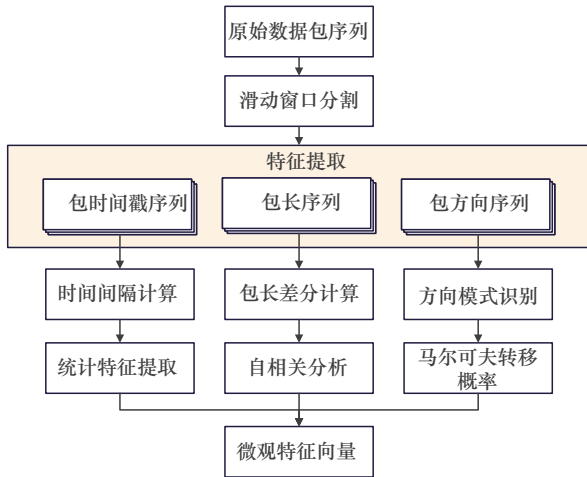 原始数据包序列
滑动窗口分割
特征提取
包时间戳序列
包长序列
包方向序列
时间间隔计算
包长差分计算
方向模式识别
统计特征提取
自相关分析
马尔可夫转移
概率
微观特征向量